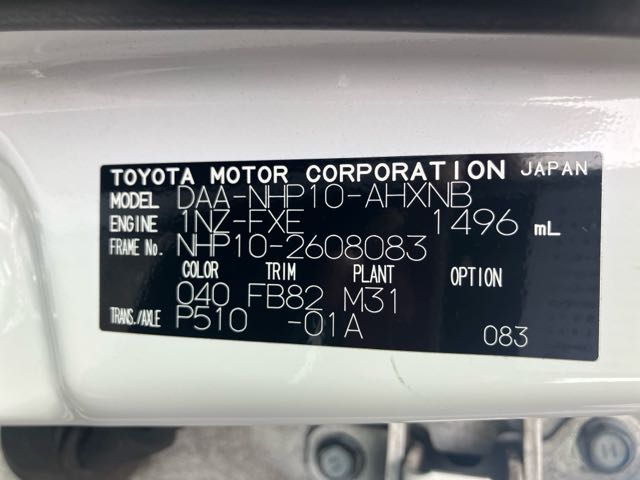 TOYOTA MOTOR CORPORATION JAPAN
MODEL DAA-NHP10-AHXNB
ENGINE 1NZ-FXE 1496 mL
FRAME No. NHP10-2608083
COLOR TRIM PLANT OPTION
040 FB82 M31
TRANS./AXLE P510 -01A 083